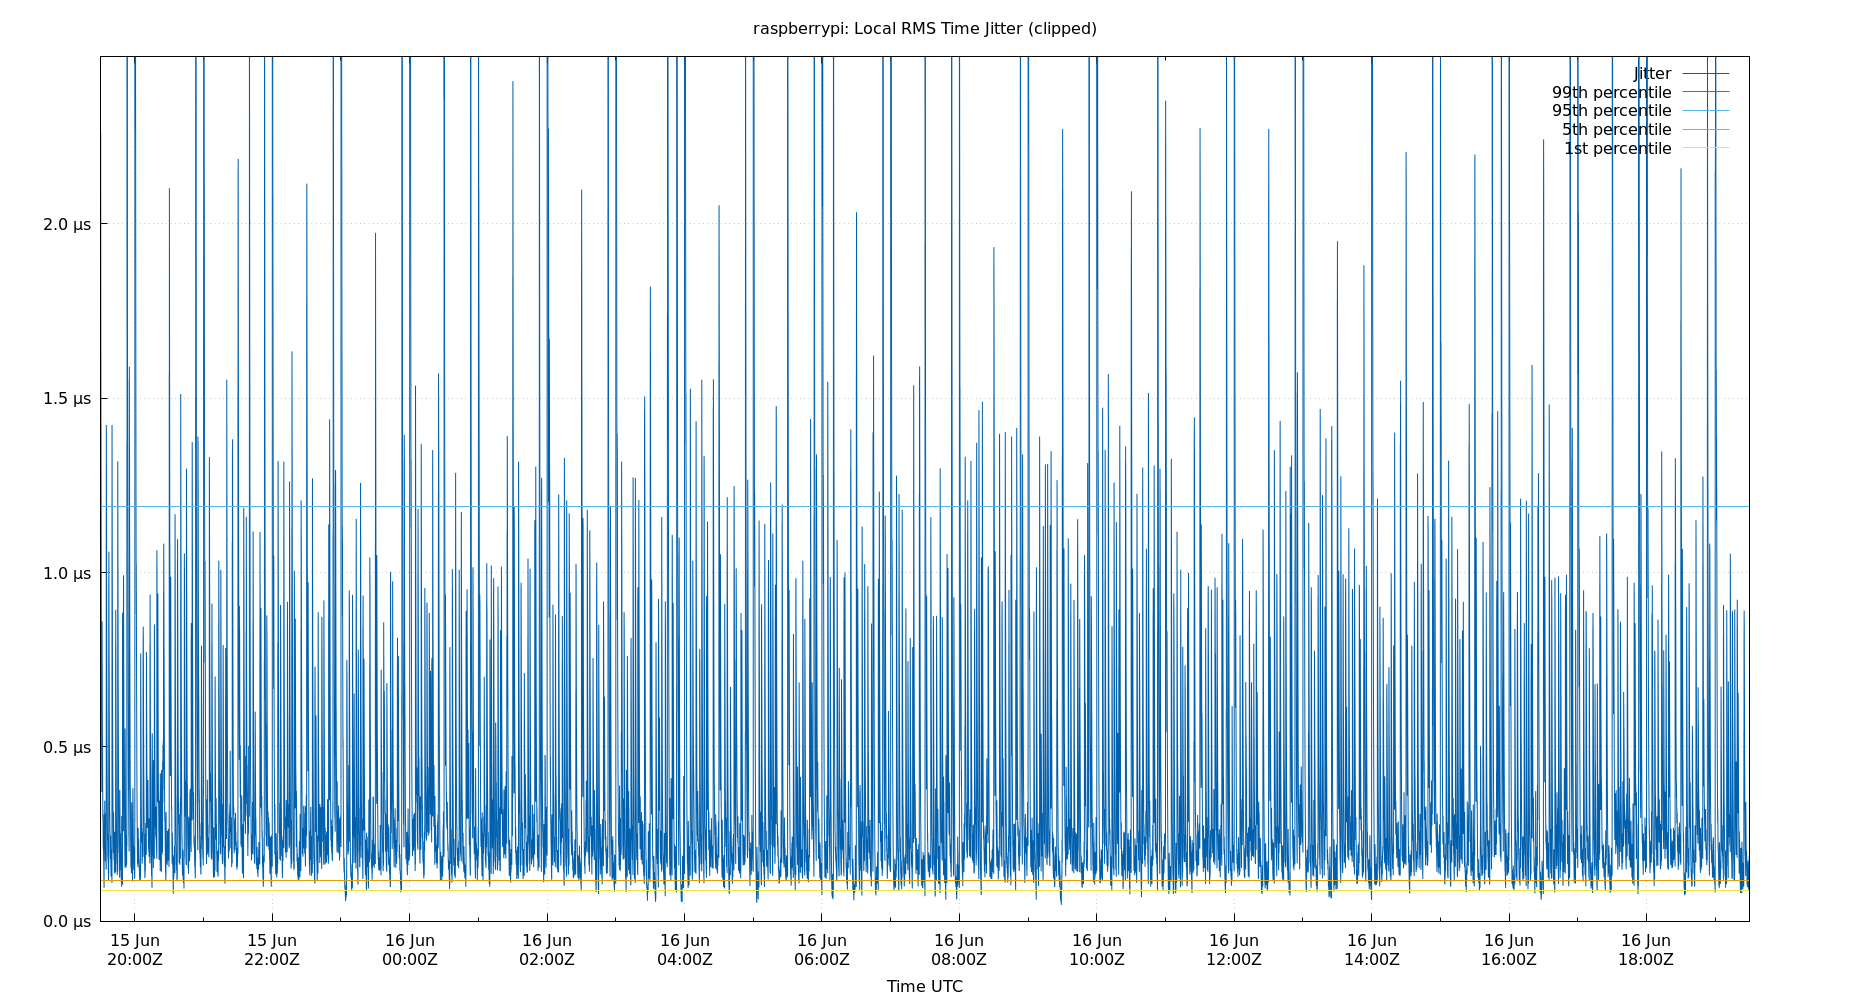 raspberrypi: Local RMS Time Jitter (clipped)
Jitter
99th percentile
95th percentile
5th percentile
1st percentile
2.0 μs
1.5 μs
1.0 μs
0.5 μs
0.0 μs
15 Jun 15 Jun 16 Jun 16 Jun 16 Jun 16 Jun 16 Jun 16 Jun 16 Jun 16 Jun 16 Jun 16 Jun
20:00Z 22:00Z 00:00Z 02:00Z 04:00Z 06:00Z 08:00Z 10:00Z 12:00Z 14:00Z 16:00Z 18:00Z
Time UTC